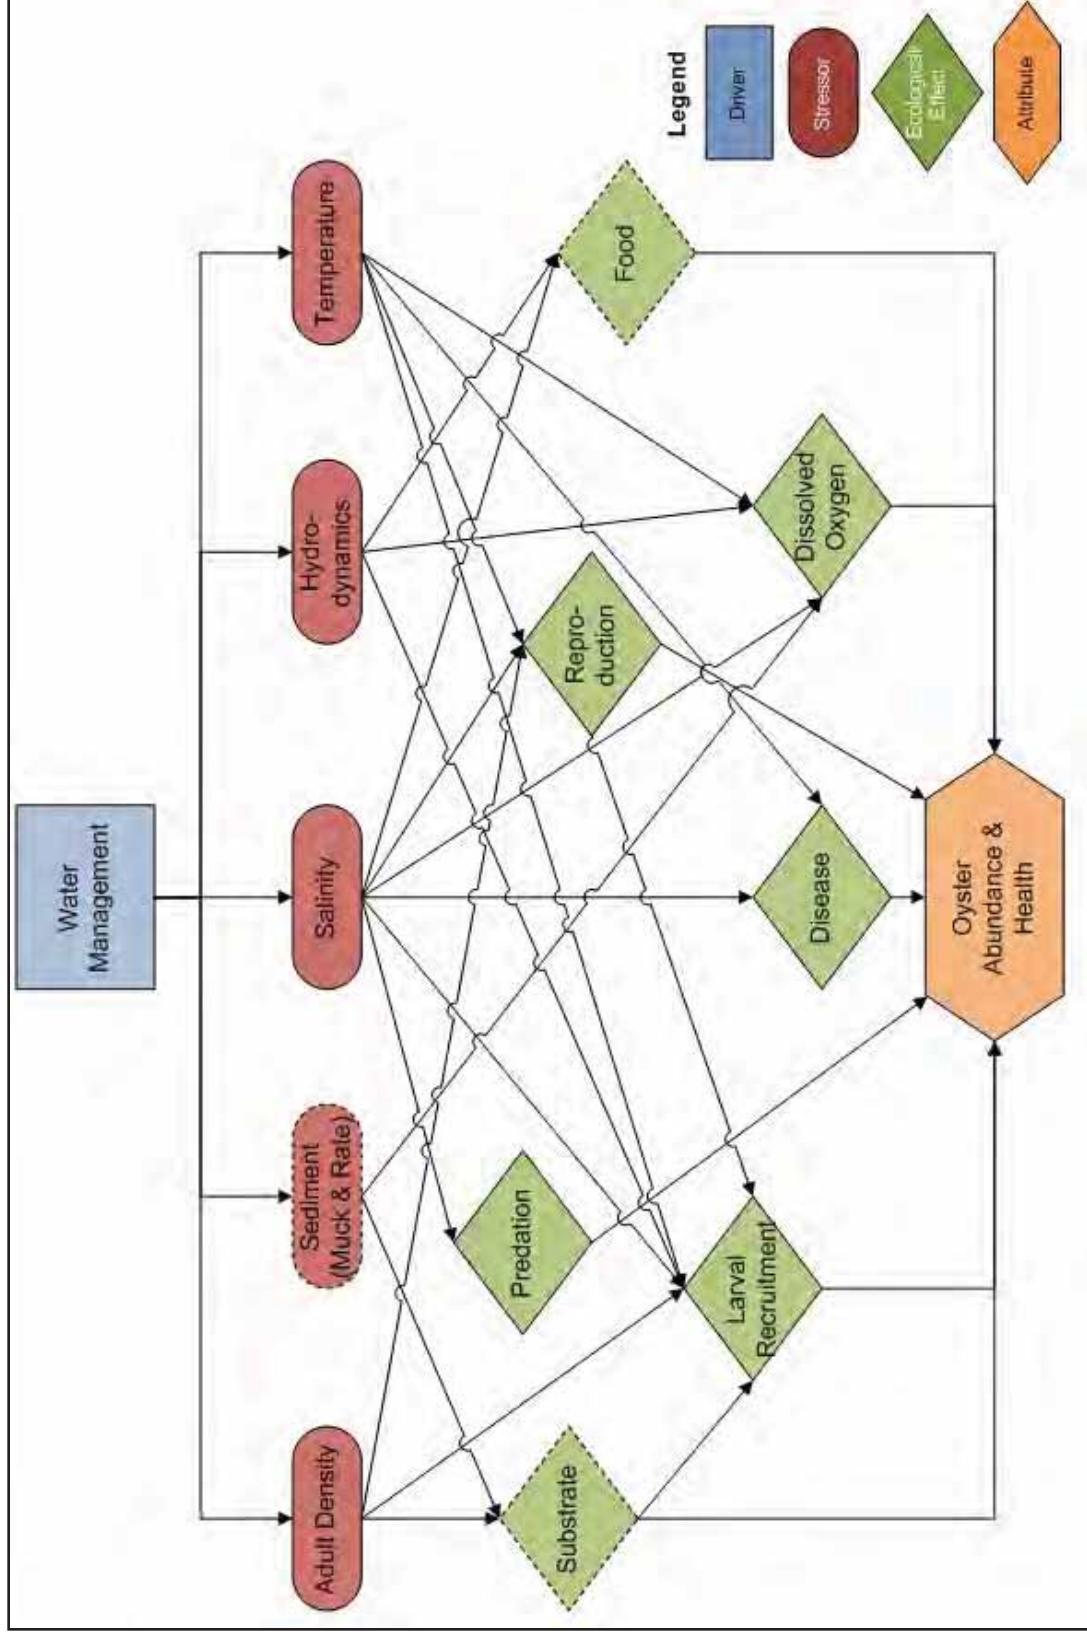 Water
Management
Adult Density
Sediment
(Muck & Rate)
Salinity
Hydro-
dynamics
Temperature
Substrate
Predation
Repro-
duction
Food
Larval
Recruitment
Disease
Dissolved
Oxygen
Oyster
Abundance &
Health
Legend
Driver
Stressor
Ecological
Effect
Attribute